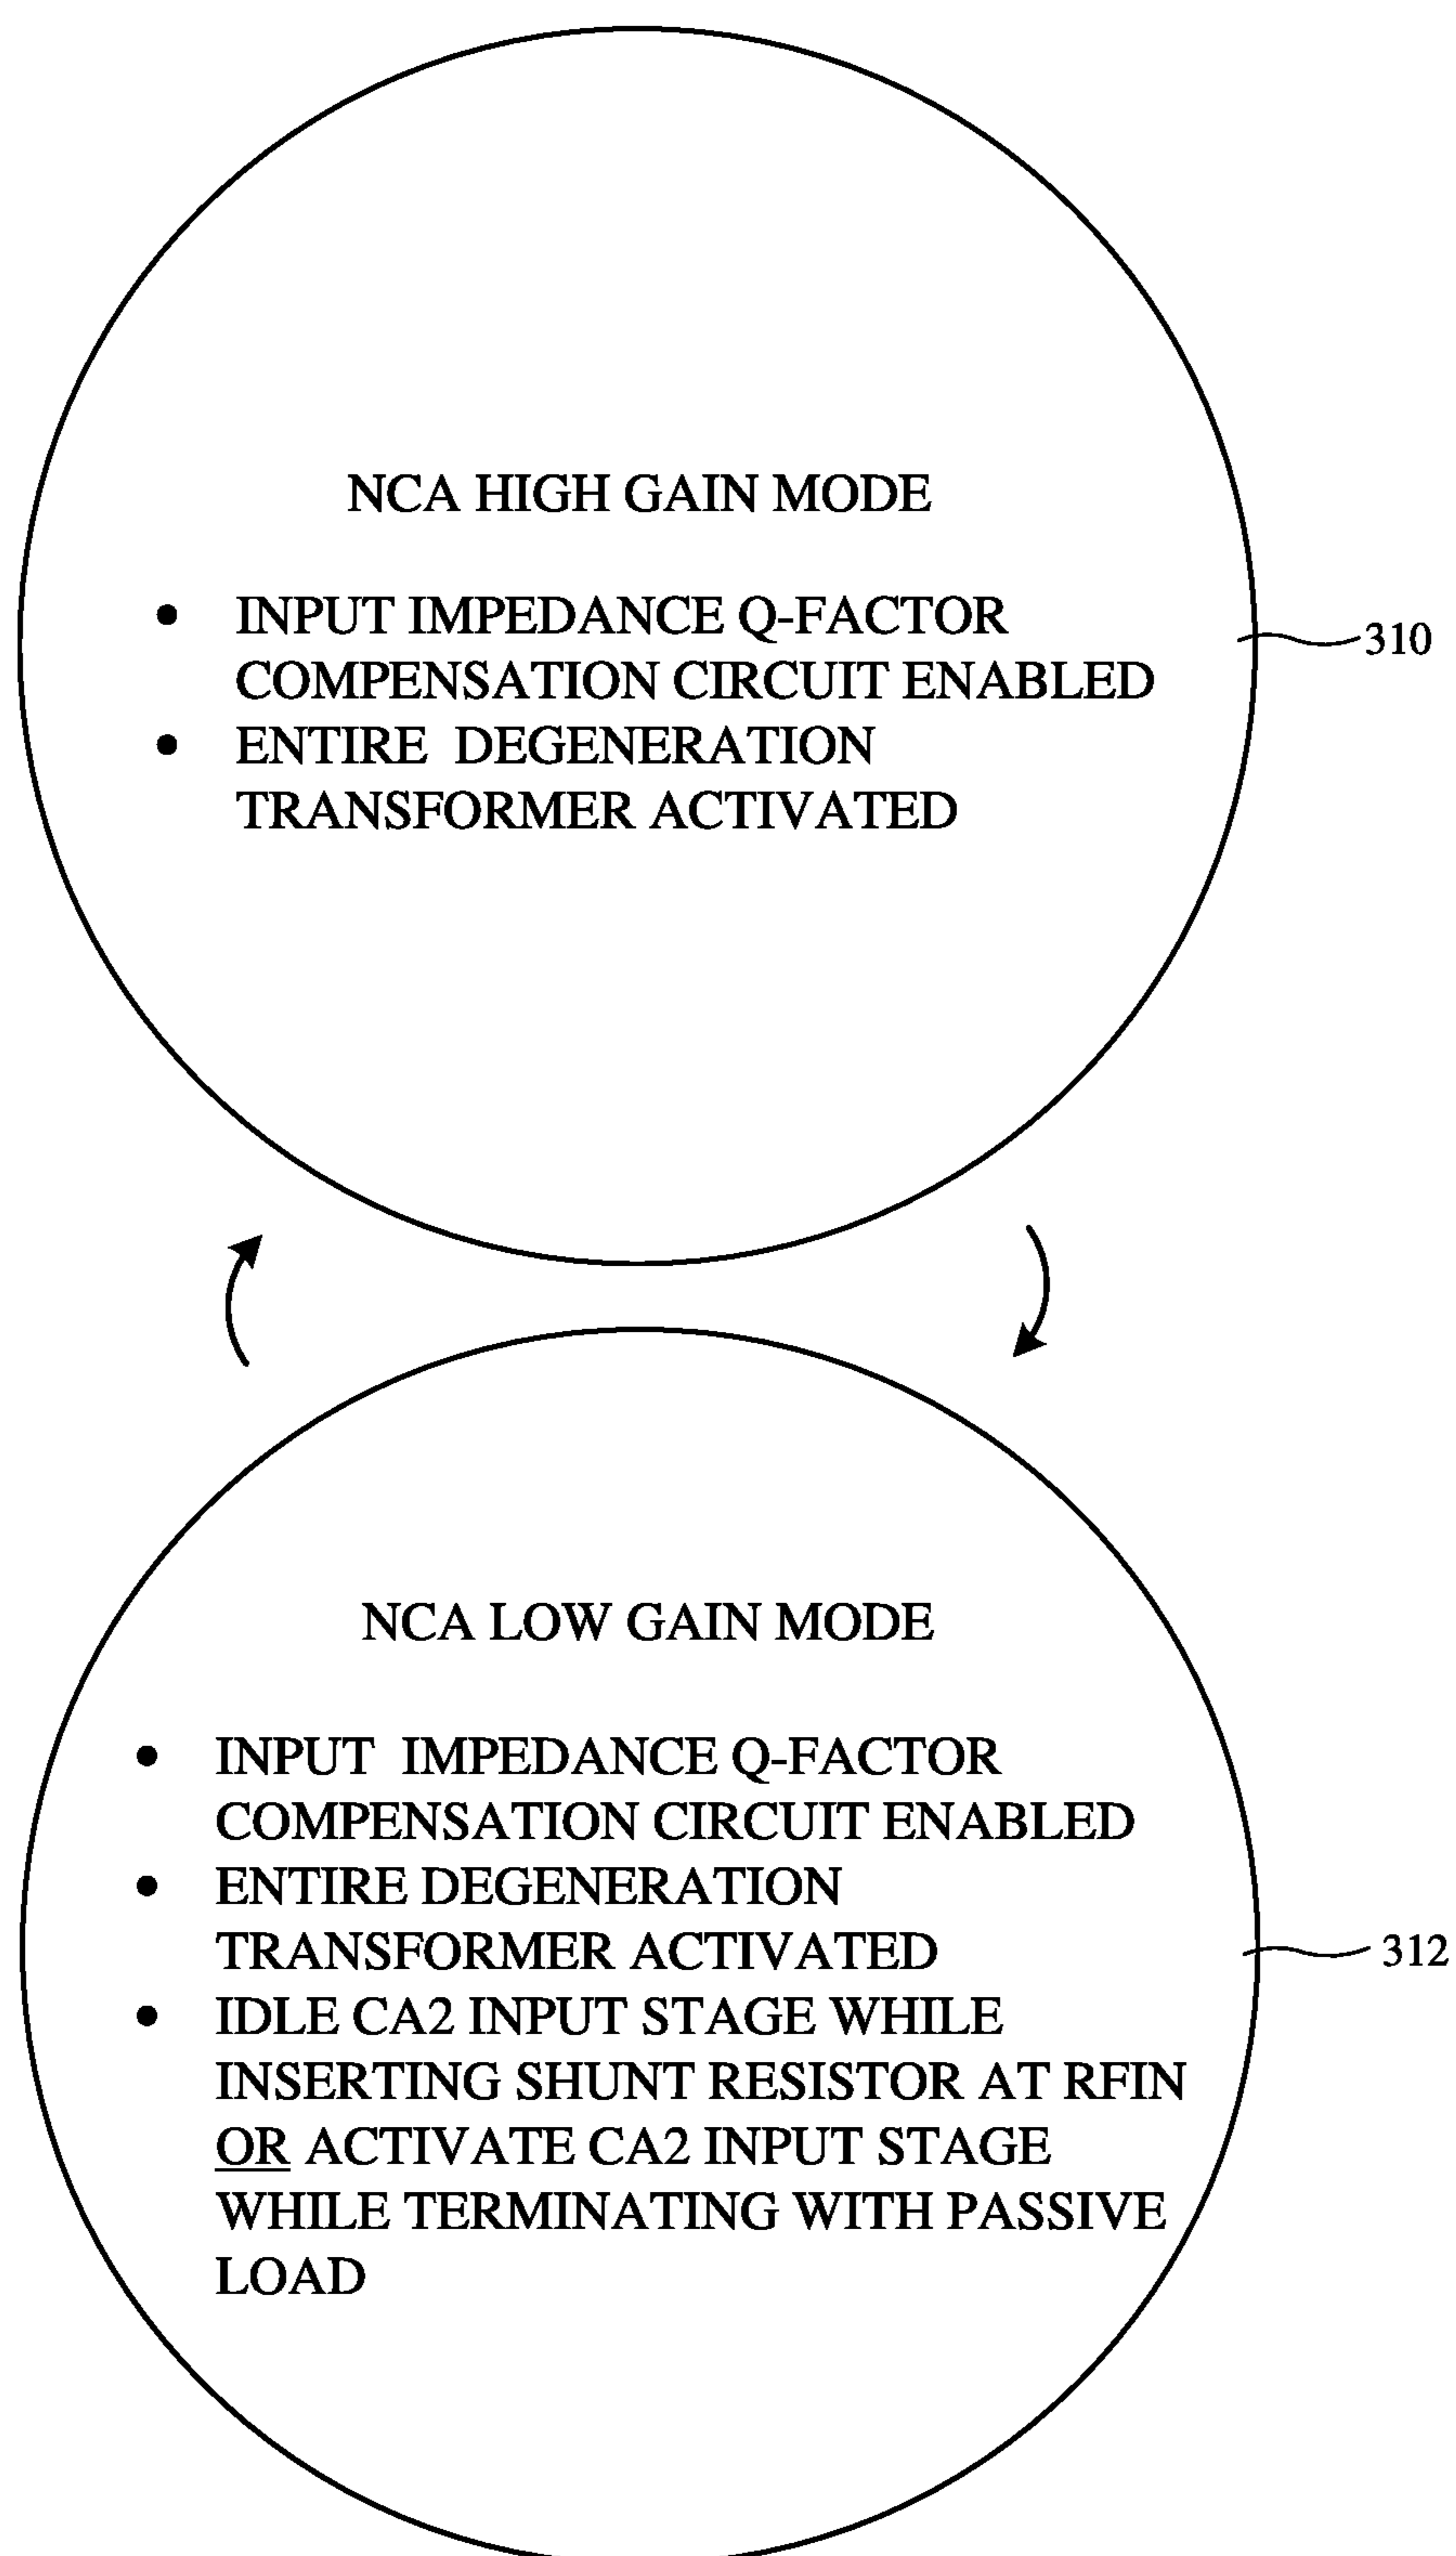 NCA HIGH GAIN MODE
• INPUT IMPEDANCE Q-FACTOR
COMPENSATION CIRCUIT ENABLED
• ENTIRE DEGENERATION
TRANSFORMER ACTIVATED
310
NCA LOW GAIN MODE
• INPUT IMPEDANCE Q-FACTOR
COMPENSATION CIRCUIT ENABLED
• ENTIRE DEGENERATION
TRANSFORMER ACTIVATED
312
• IDLE CA2 INPUT STAGE WHILE
INSERTING SHUNT RESISTOR AT RFIN
OR ACTIVATE CA2 INPUT STAGE
WHILE TERMINATING WITH PASSIVE
LOAD